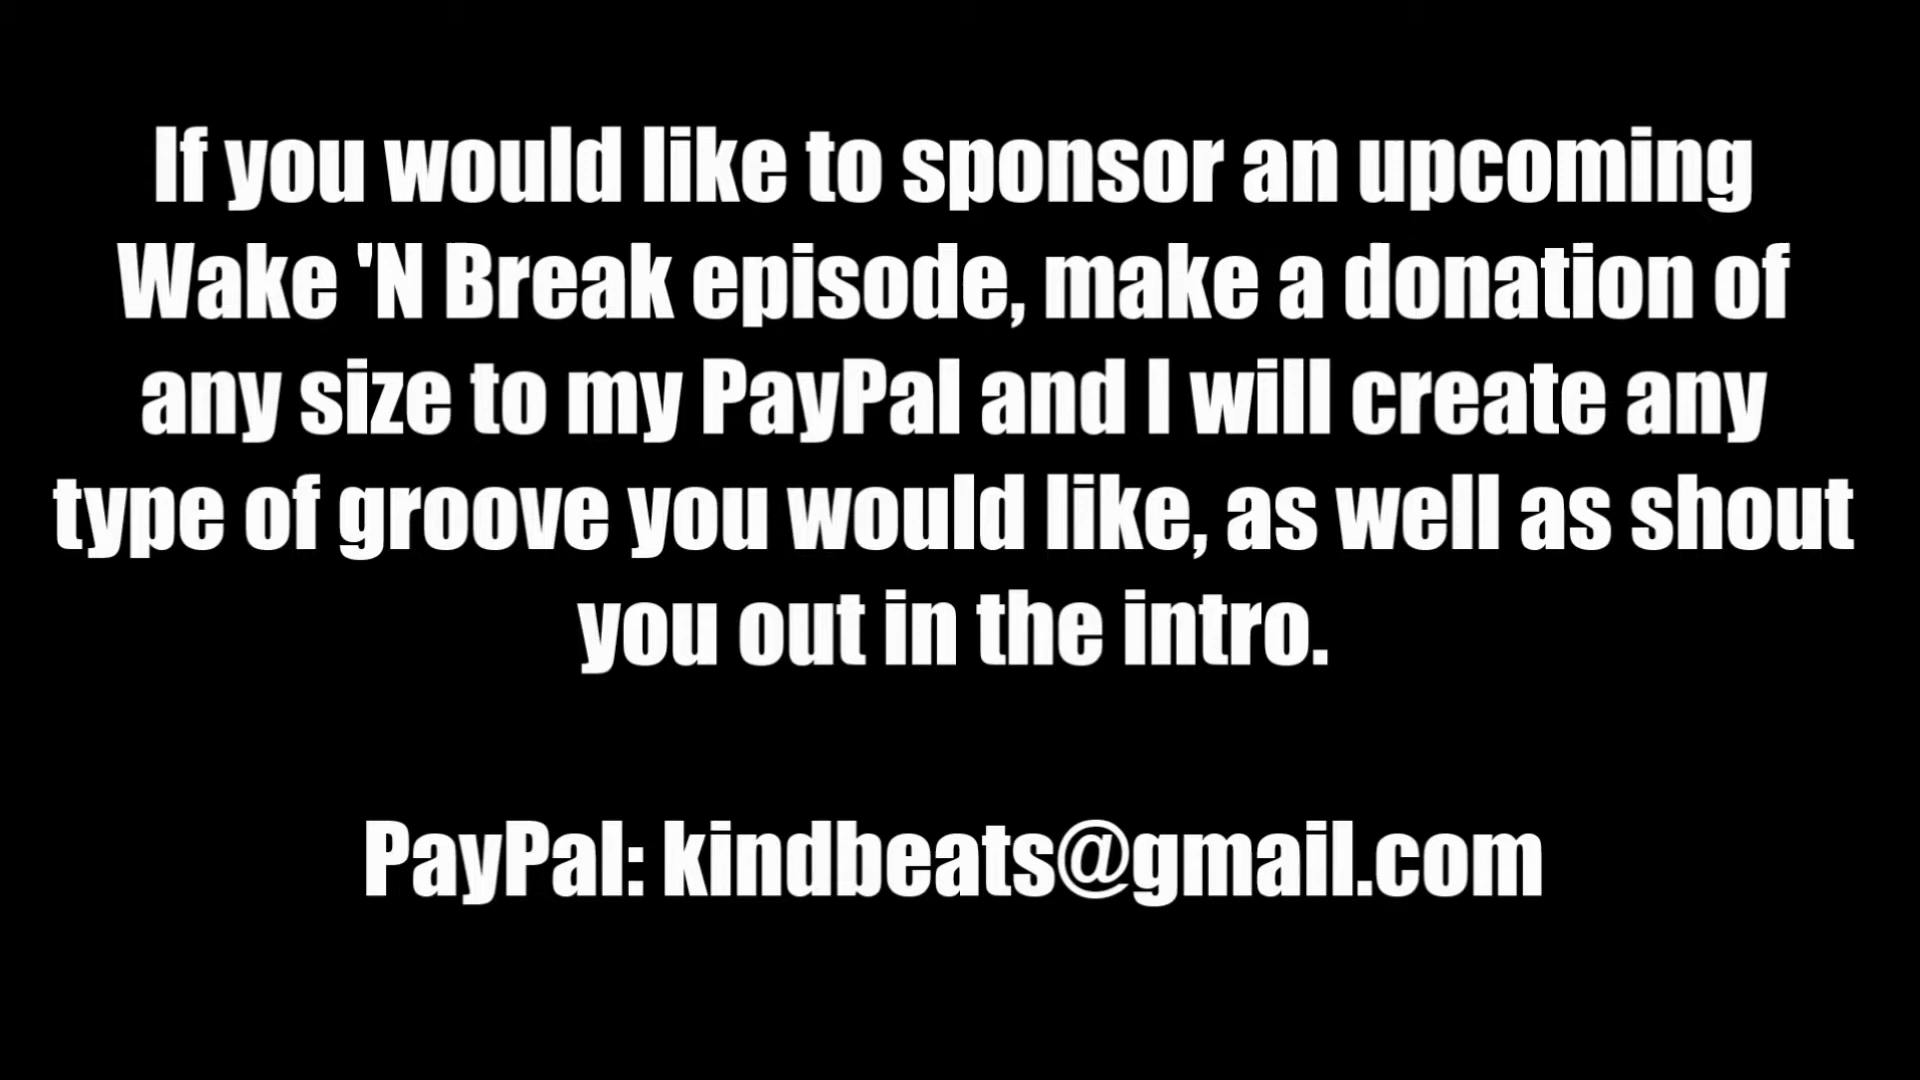 If you would like to sponsor an upcoming
Wake 'N Break episode, make a donation of
any size to my PayPal and I will create any
type of groove you would like, as well as shout
you out in the intro.
PayPal: kindbeats@gmail.com